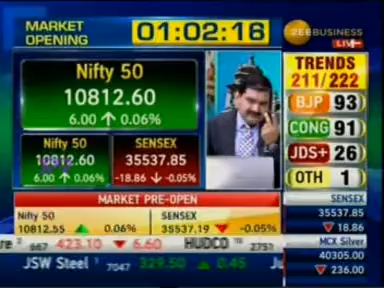 MARKET
OPENING
01:02:16
ZEE BUSINESS
LIVE
Nifty 50
10812.60
6.00 ↑ 0.06%
Nifty 50
10812.60
6.00 ↑ 0.06%
SENSEX
35537.85
-18.86 ↓ -0.05%
TRENDS
211/222
BJP 93
CONG 91
JDS+ 26
OTH 1
MARKET PRE-OPEN
Nifty 50
10812.55 ▲ 0.06%
SENSEX
35537.19 ▼ -0.05%
SENSEX
35537.85
▼ 18.86
MCX Silver
40305.00
▼ 236.00
re 667 423.10 ▼ 6.60 HUDCO 2751
JSW Steel 7047 329.50 ▲ 0.45 Ju